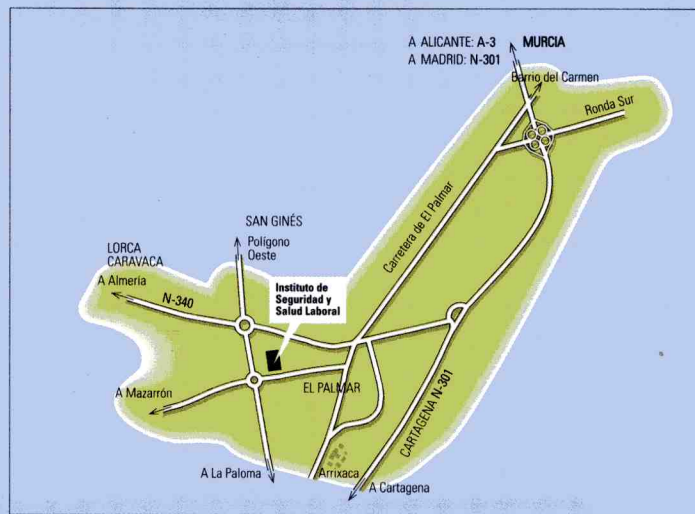 A ALICANTE: A-3 MURCIA
A MADRID: N-301
Barrio del Carmen
Ronda Sur
Carretera de El Palmar
SAN GINÉS
Polígono
Oeste
LORCA
CARAVACA
A Almería
N-340
Instituto de
Seguridad y
Salud Laboral
A Mazarrón
EL PALMAR
CARTAGENA N-301
A La Paloma
Arrixaca
A Cartagena